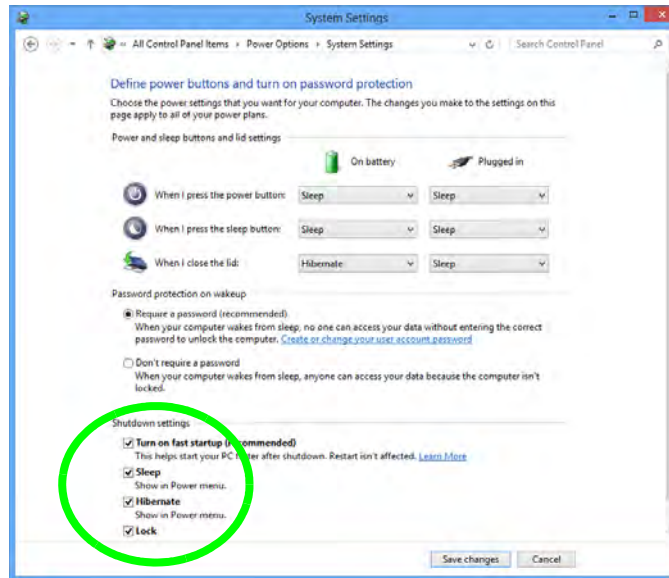 System Settings
« All Control Panel Items › Power Options › System Settings
Search Control Panel
Define power buttons and turn on password protection
Choose the power settings that you want for your computer. The changes you make to the settings on this
page apply to all of your power plans.
Power and sleep buttons and lid settings
On battery Plugged in
When I press the power button: Sleep Sleep
When I press the sleep button: Sleep Sleep
When I close the lid: Hibernate Sleep
Password protection on wakeup
Require a password (recommended)
When your computer wakes from sleep, no one can access your data without entering the correct
password to unlock the computer. Create or change your user account password
Don't require a password
When your computer wakes from sleep, anyone can access your data because the computer isn't
locked.
Shutdown settings
Turn on fast startup (recommended)
This helps start your PC faster after shutdown. Restart isn't affected. Learn More
Sleep
Show in Power menu.
Hibernate
Show in Power menu.
Lock
Save changes Cancel